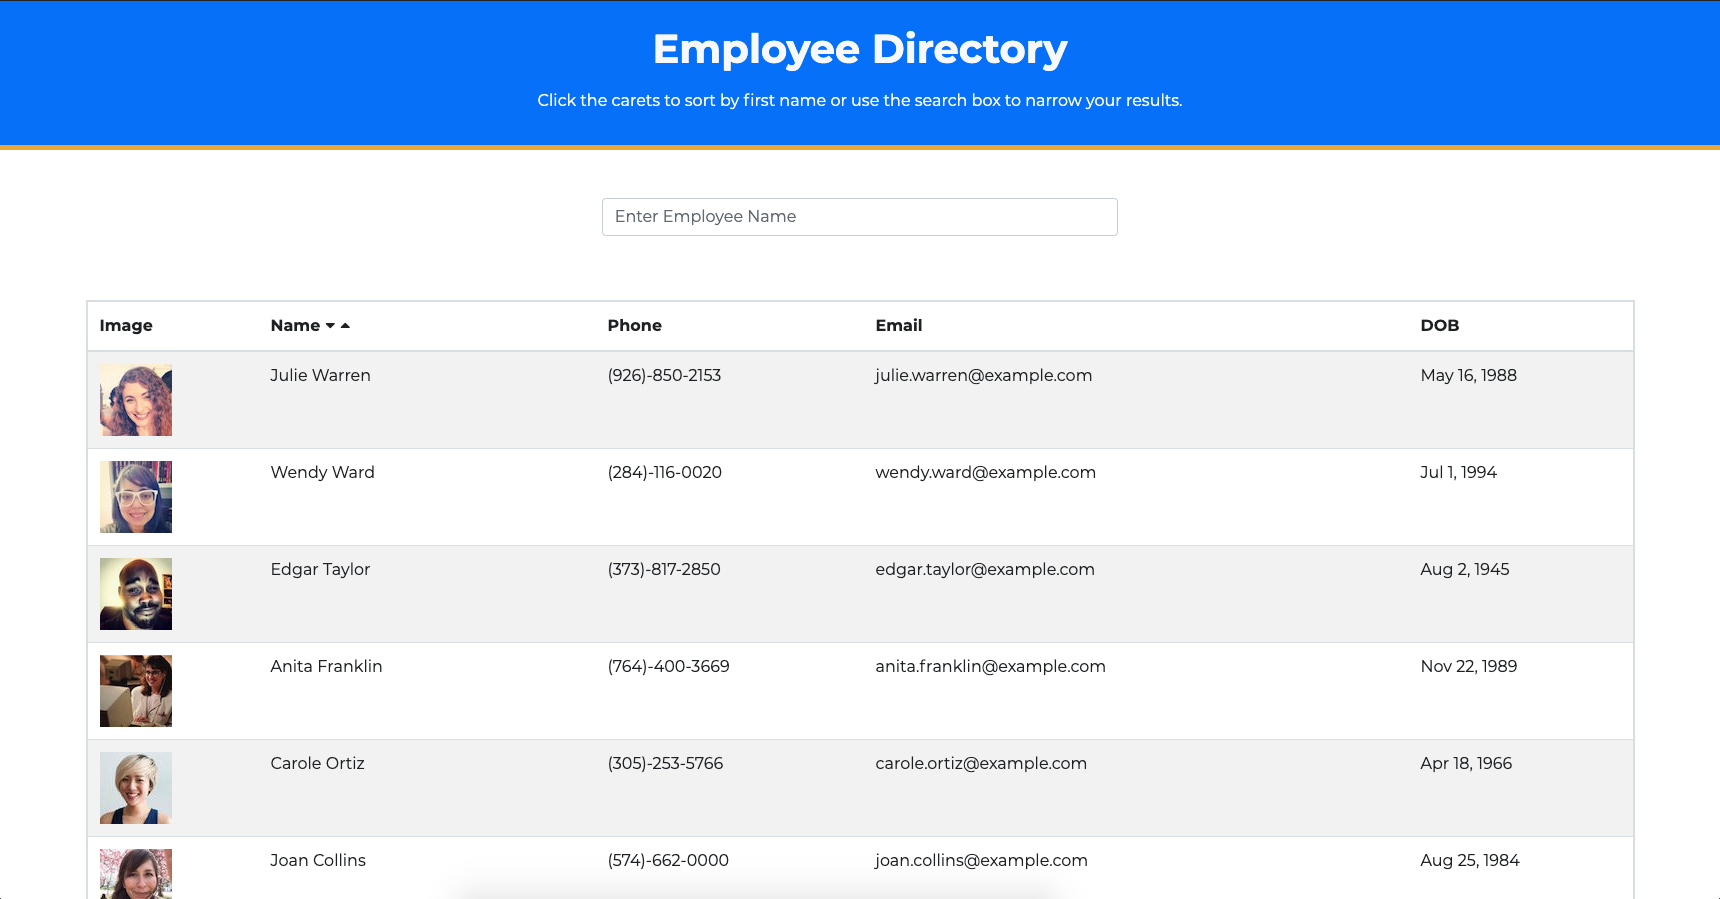 Employee Directory
Click the carets to sort by first name or use the search box to narrow your results.
Enter Employee Name
Image Name Phone Email DOB
Julie Warren (926)-850-2153 julie.warren@example.com May 16, 1988
Wendy Ward (284)-116-0020 wendy.ward@example.com Jul 1, 1994
Edgar Taylor (373)-817-2850 edgar.taylor@example.com Aug 2, 1945
Anita Franklin (764)-400-3669 anita.franklin@example.com Nov 22, 1989
Carole Ortiz (305)-253-5766 carole.ortiz@example.com Apr 18, 1966
Joan Collins (574)-662-0000 joan.collins@example.com Aug 25, 1984